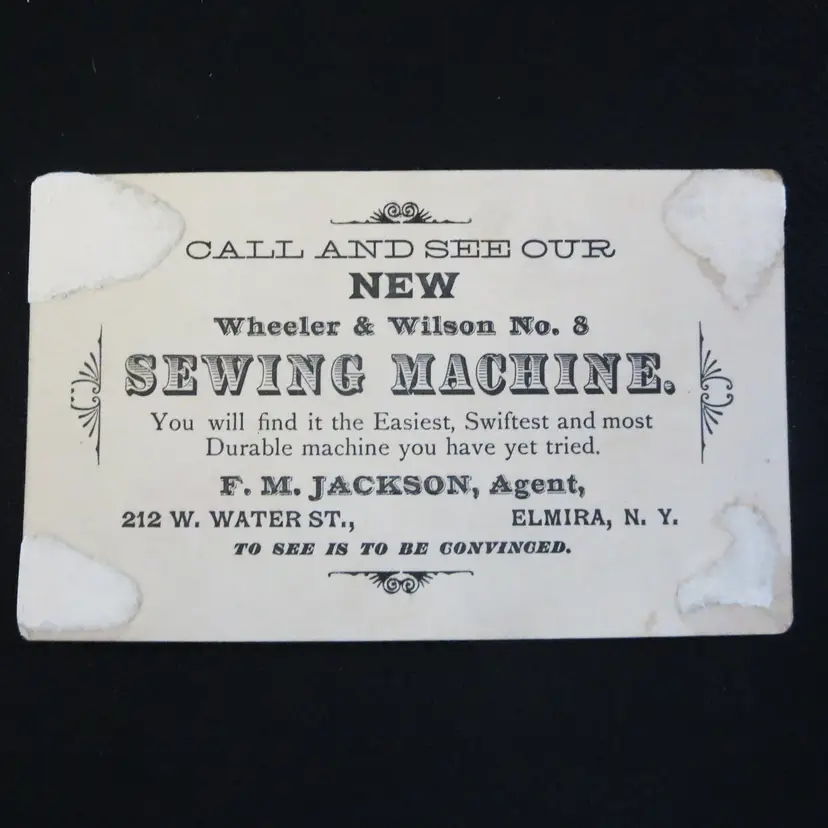 CALL AND SEE OUR
NEW
Wheeler & Wilson No. 8
SEWING MACHINE.
You will find it the Easiest, Swiftest and most
Durable machine you have yet tried.
F. M. JACKSON, Agent,
212 W. WATER ST., ELMIRA, N. Y.
TO SEE IS TO BE CONVINCED.